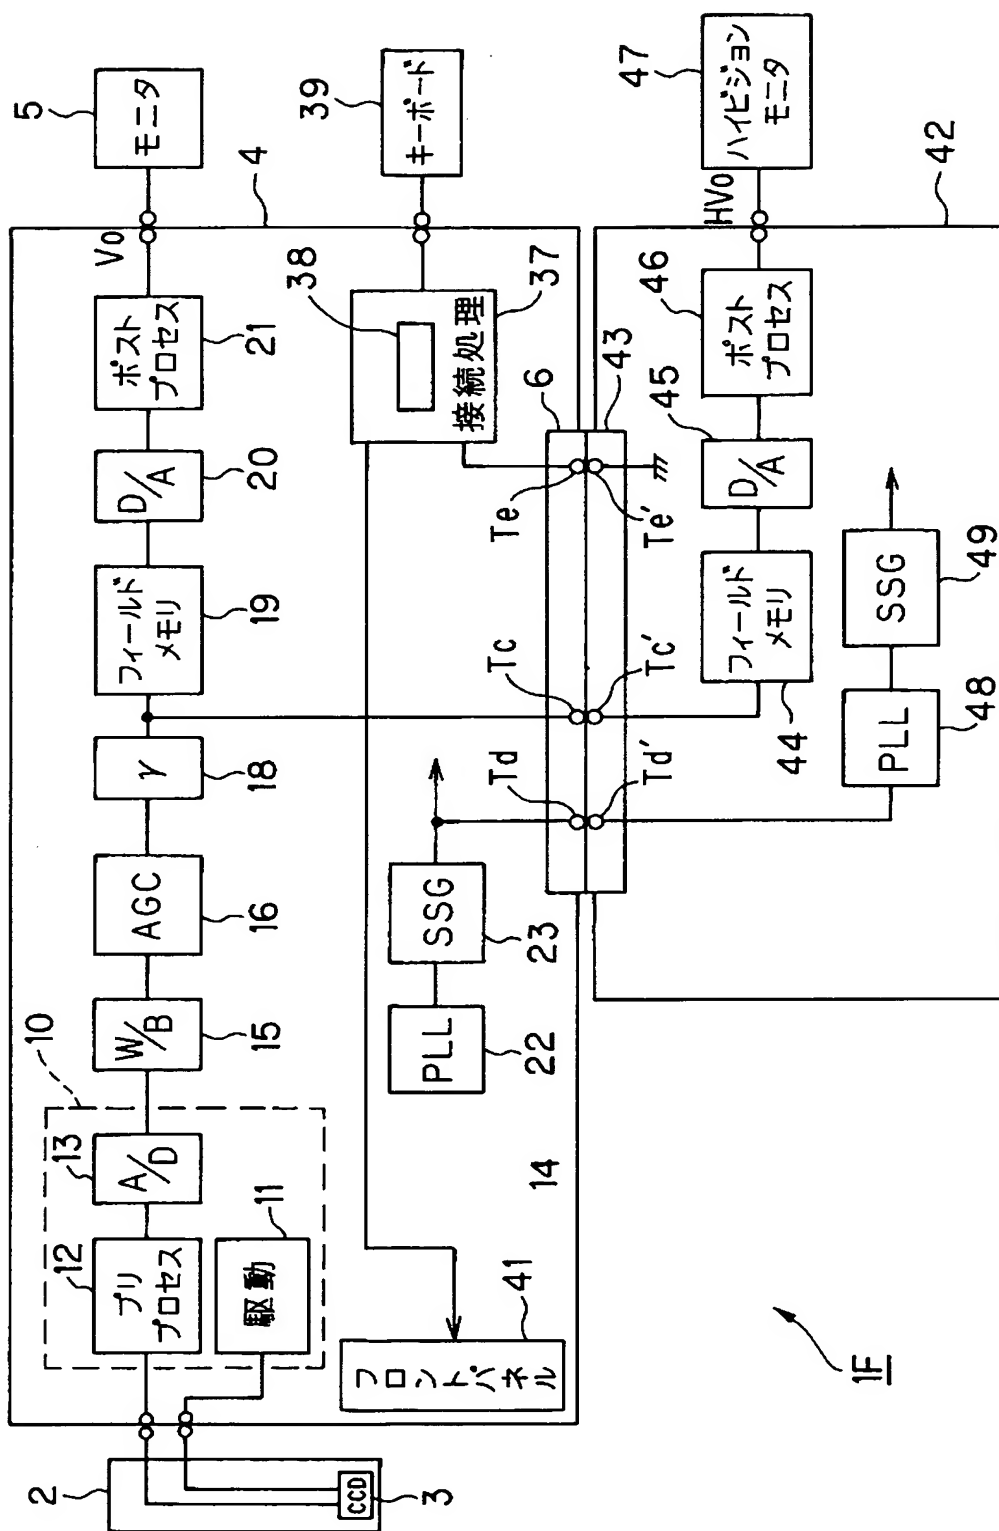 2
CCD
3
10
12
プリ
プロセス
13
A/D
11
駆動
15
W/B
16
AGC
18
γ
19
フィールド
メモリ
20
D/A
21
ポスト
プロセス
Vo
5
モニタ
4
39
キーボード
38
37
接続処理
41
フロントパネル
14
22
PLL
23
SSG
6
43
Td
Tc
Te
Td'
Tc'
Te'
44
フィールド
メモリ
45
D/A
46
ポスト
プロセス
HVo
47
ハイビジョン
モニタ
42
48
PLL
49
SSG
1F